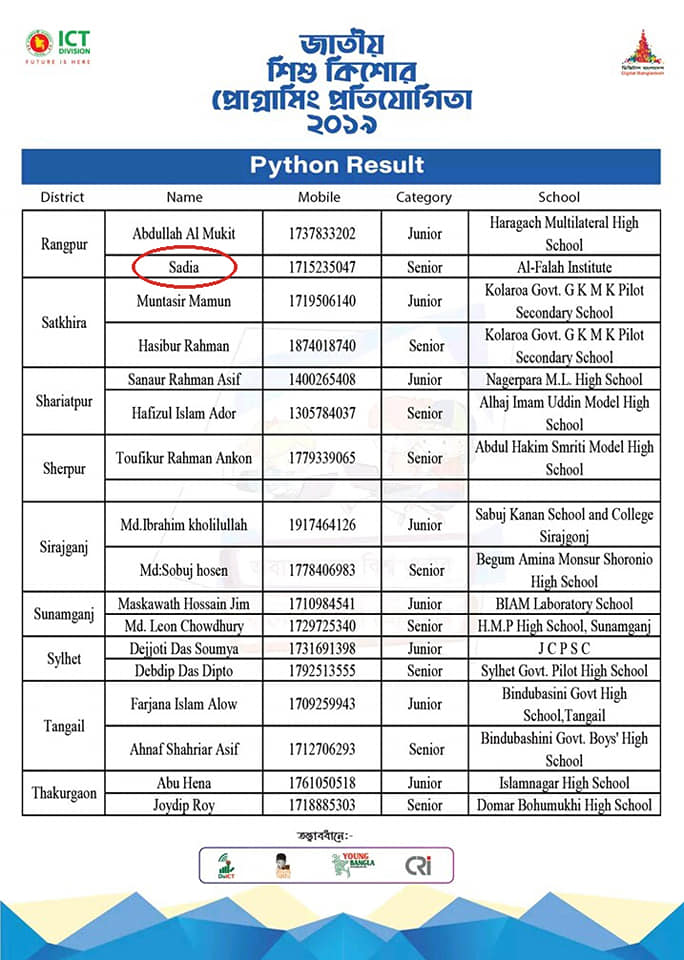 ICT
DIVISION
FUTURE IS HERE
জাতীয়
শিশু কিশোর
প্রোগ্রামিং প্রতিযোগিতা
২০১৯
ডিজিটাল বাংলাদেশ
Digital Bangladesh
Python Result
District Name Mobile Category School
Rangpur Abdullah Al Mukit 1737833202 Junior Haragach Multilateral High
School
Sadia 1715235047 Senior Al-Falah Institute
Satkhira Muntasir Mamun 1719506140 Junior Kolaroa Govt. G K M K Pilot
Secondary School
Hasibur Rahman 1874018740 Senior Kolaroa Govt. G K M K Pilot
Secondary School
Shariatpur Sanaur Rahman Asif 1400265408 Junior Nagerpara M.L. High School
Hafizul Islam Ador 1305784037 Senior Alhaj Imam Uddin Model High
School
Sherpur Toufikur Rahman Ankon 1779339065 Senior Abdul Hakim Smriti Model High
School
Sirajganj Md.Ibrahim kholilullah 1917464126 Junior Sabuj Kanan School and College
Sirajgonj
Md:Sobuj hosen 1778406983 Senior Begum Amina Monsur Shoronio
High School
Sunamganj Maskawath Hossain Jim 1710984541 Junior BIAM Laboratory School
Md. Leon Chowdhury 1729725340 Senior H.M.P High School, Sunamganj
Sylhet Dejjoti Das Soumya 1731691398 Junior J C P S C
Debdip Das Dipto 1792513555 Senior Sylhet Govt. Pilot High School
Tangail Farjana Islam Alow 1709259943 Junior Bindubasini Govt High
School,Tangail
Ahnaf Shahriar Asif 1712706293 Senior Bindubashini Govt. Boys' High
School
Thakurgaon Abu Hena 1761050518 Junior Islamnagar High School
Joydip Roy 1718885303 Senior Domar Bohumukhi High School
তত্ত্বাবধানে:-
DoICT
YOUNG
BANGLA
CRi